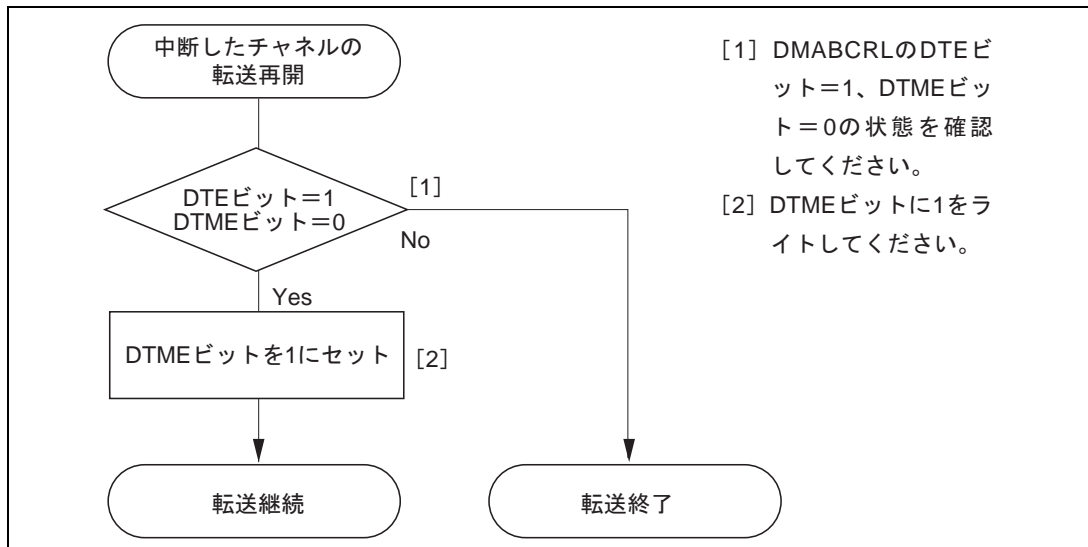 中断したチャネルの
転送再開
DTEビット＝1
DTMEビット＝0
［1］
No
Yes
DTMEビットを1にセット
［2］
転送継続
転送終了
［1］DMABCRLのDTEビ
ット＝1、DTMEビッ
ト＝0の状態を確認
してください。
［2］DTMEビットに1をラ
イトしてください。